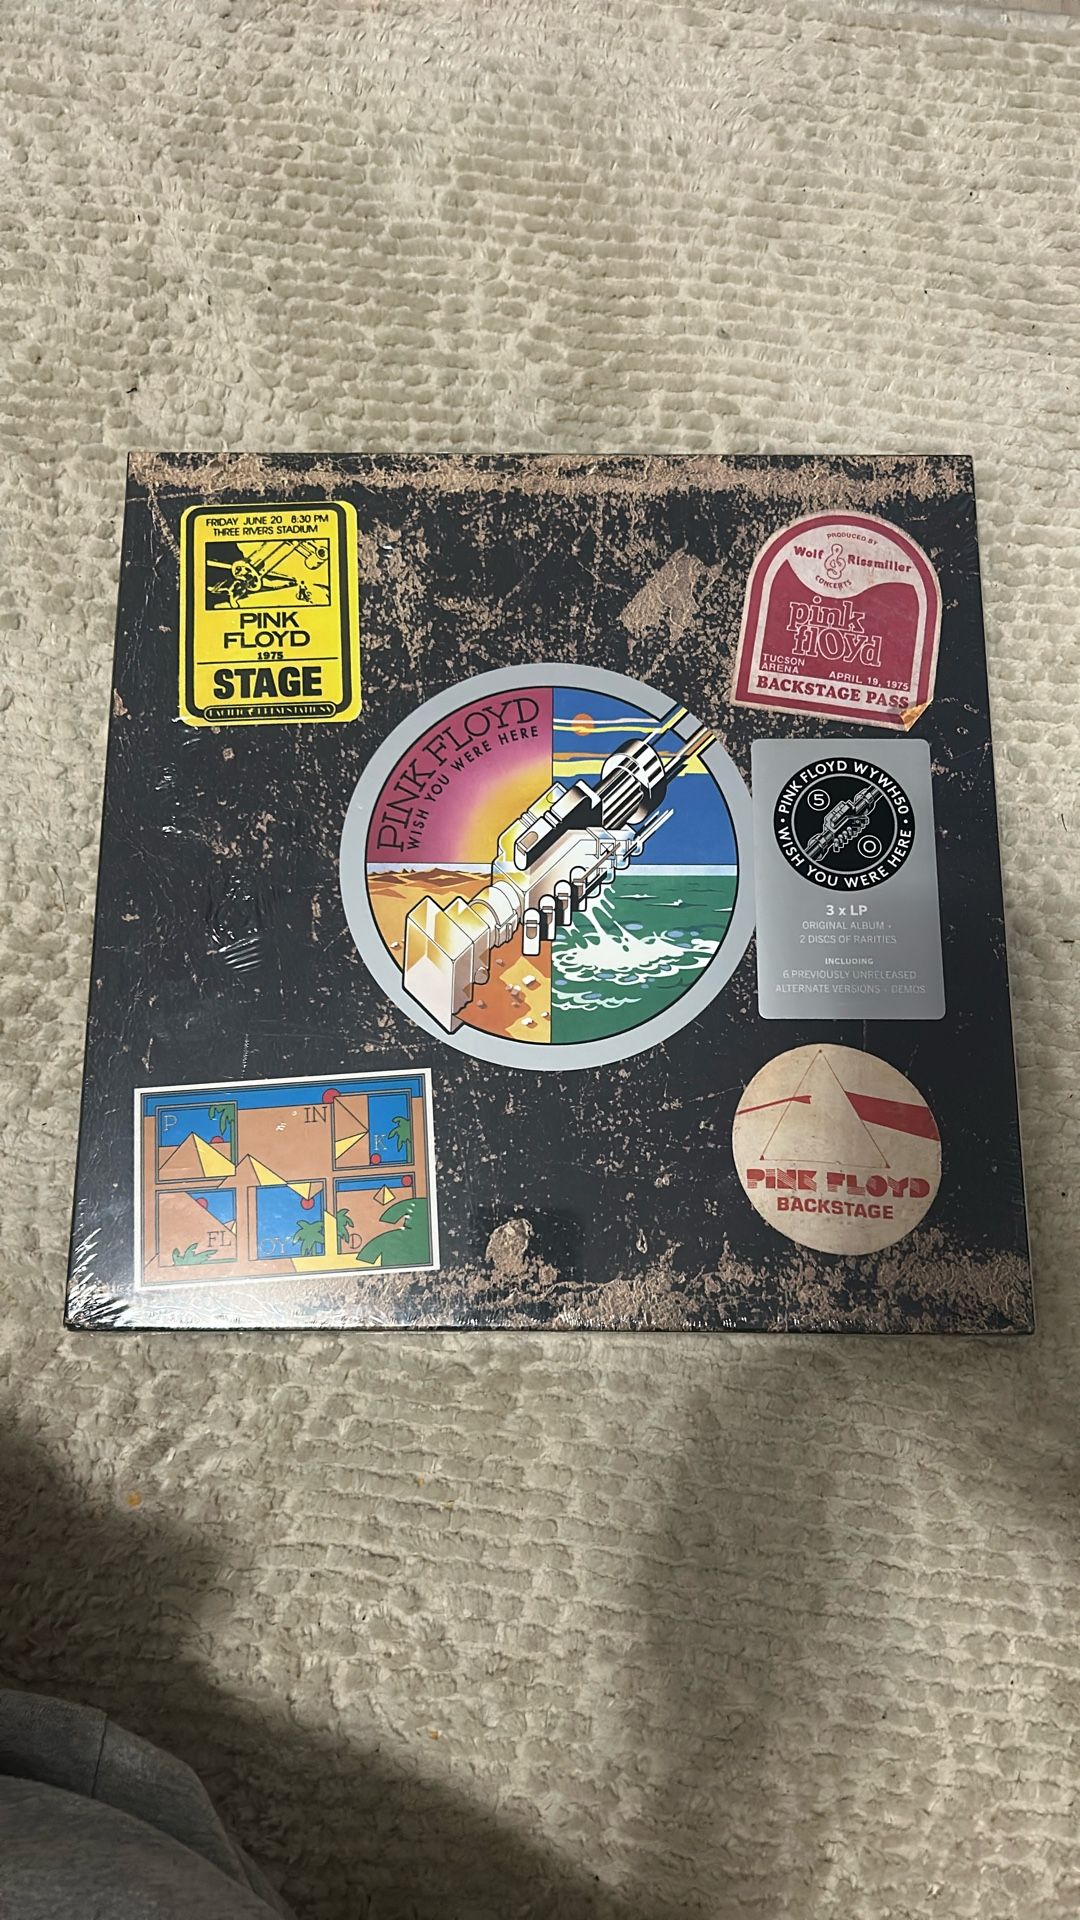 FRIDAY JUNE 20 8:30 PM
THREE RIVERS STADIUM
PINK
FLOYD
1975
STAGE
PACIFIC PRESENTATIONS
PRODUCED BY
Wolf & Rissmiller
CONCERTS
pink
floyd
TUCSON
ARENA
APRIL 19, 1975
BACKSTAGE PASS
PINK FLOYD
WISH YOU WERE HERE
• PINK FLOYD WYWH50 •
WISH YOU WERE HERE
5
0
3 x LP
ORIGINAL ALBUM +
2 DISCS OF RARITIES
INCLUDING
6 PREVIOUSLY UNRELEASED
ALTERNATE VERSIONS + DEMOS
P
IN
K
FL
OY
D
PINK FLOYD
BACKSTAGE